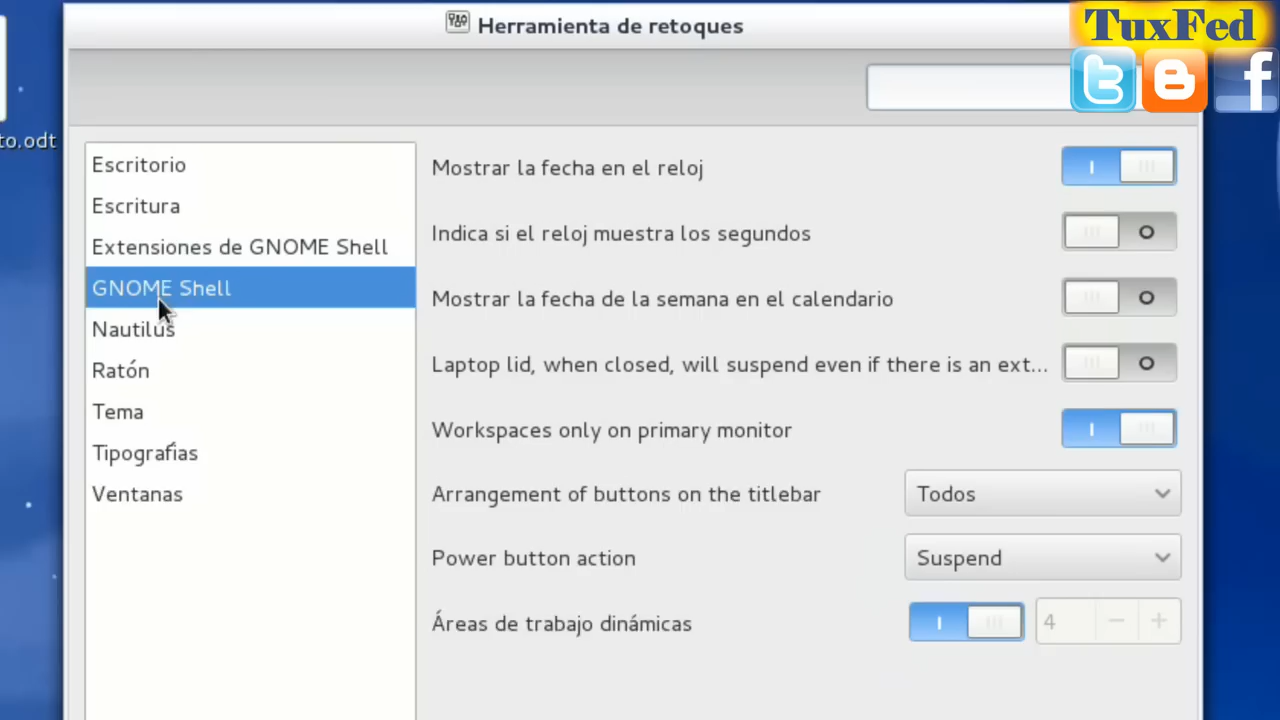 Herramienta de retoques
TuxFed
to.odt
Escritorio
Escritura
Extensiones de GNOME Shell
GNOME Shell
Nautilus
Ratón
Tema
Tipografías
Ventanas
Mostrar la fecha en el reloj
Indica si el reloj muestra los segundos
Mostrar la fecha de la semana en el calendario
Laptop lid, when closed, will suspend even if there is an ext...
Workspaces only on primary monitor
Arrangement of buttons on the titlebar Todos
Power button action Suspend
Áreas de trabajo dinámicas 4